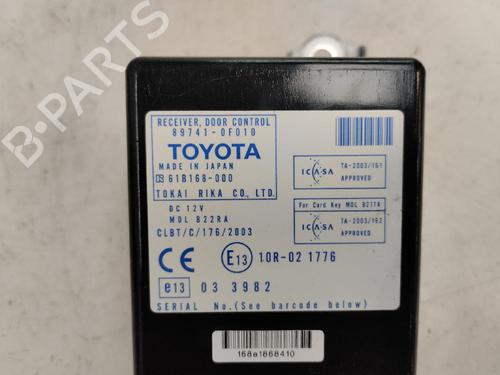 RECEIVER, DOOR CONTROL
89741-0F010
TOYOTA
MADE IN JAPAN
61B168-000
TOKAI RIKA CO., LTD.
DC 12V
MDL B22RA
CLBT/C/176/2003
ICASA
TA-2003/161
APPROVED
For Card Key MDL B21TA
ICASA
TA-2003/162
APPROVED
CE E13 10R-02 1776
e13 03 3982
SERIAL No.(See barcode below)
168a1868410
B